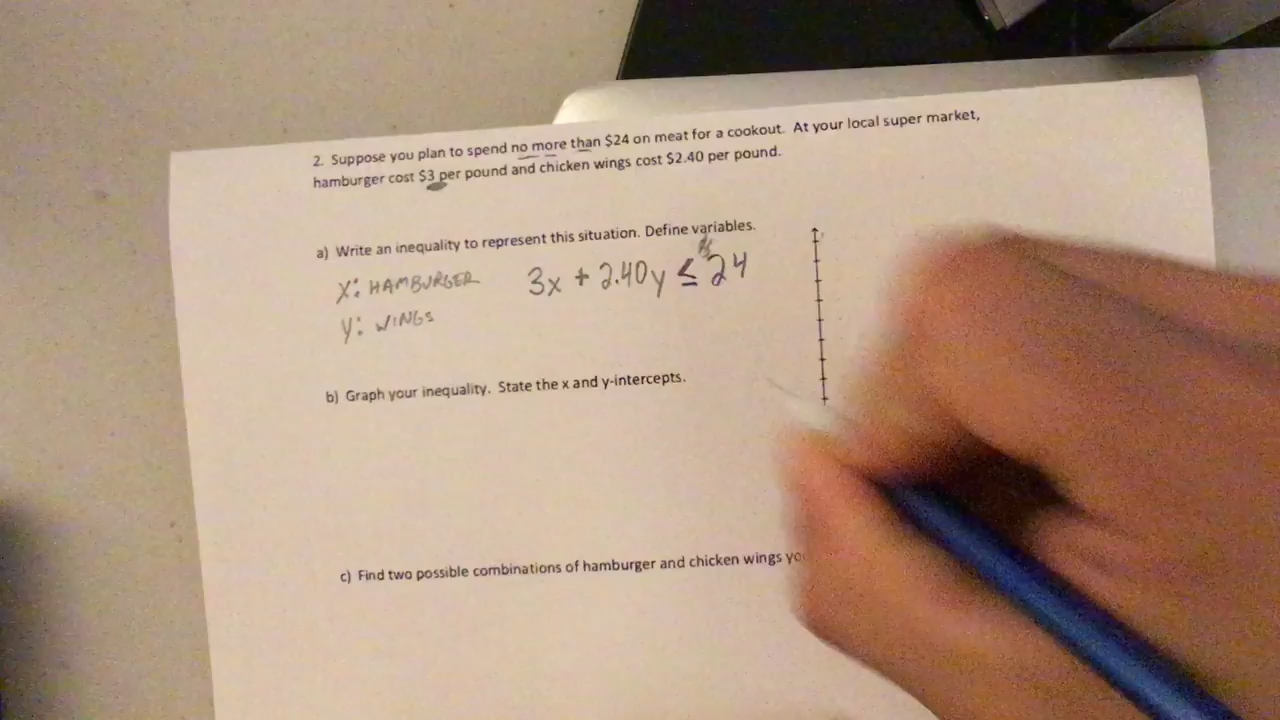 2. Suppose you plan to spend no more than $24 on meat for a cookout. At your local super market,
hamburger cost $3 per pound and chicken wings cost $2.40 per pound.
a) Write an inequality to represent this situation. Define variables.
X: HAMBURGER 3x + 2.40y ≤ 24
y: WINGS
b) Graph your inequality. State the x and y-intercepts.
c) Find two possible combinations of hamburger and chicken wings